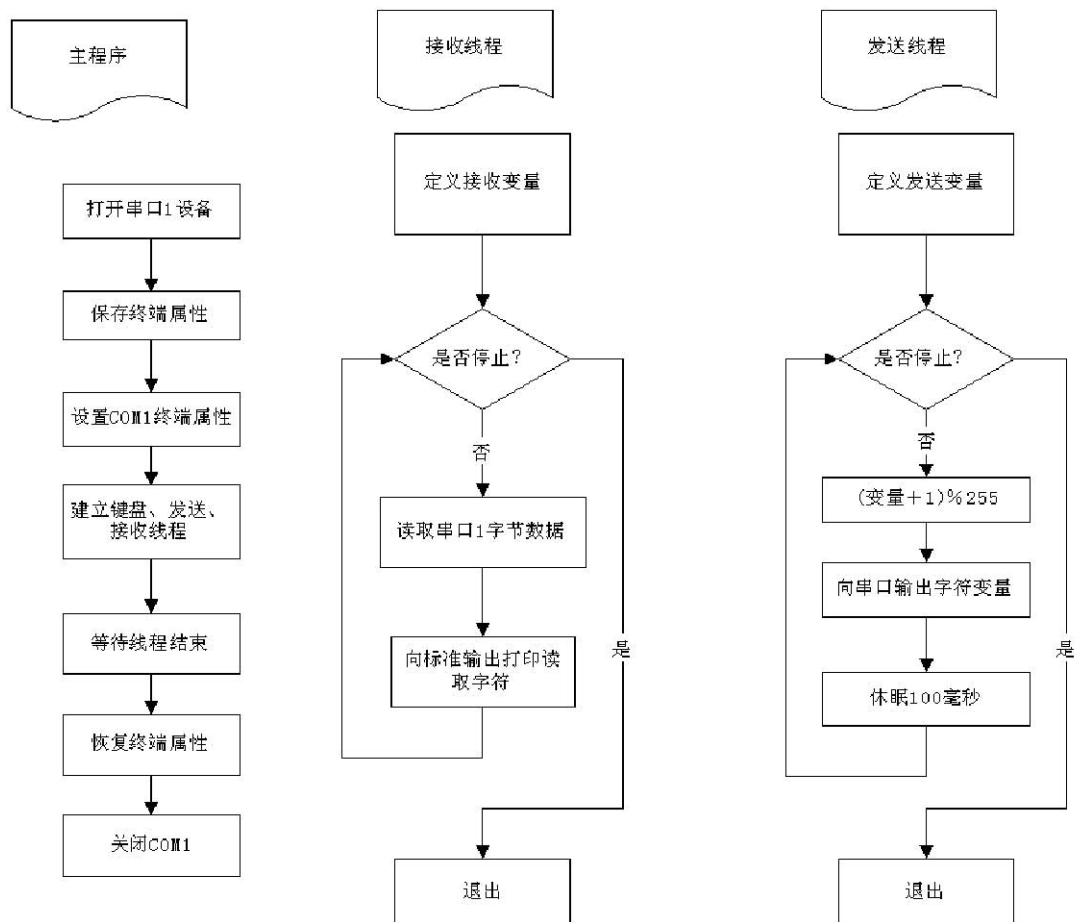 主程序
打开串口1设备
保存终端属性
设置COM1终端属性
建立键盘、发送、
接收线程
等待线程结束
恢复终端属性
关闭COM1
接收线程
定义接收变量
是否停止?
否
读取串口1字节数据
向标准输出打印读
取字符
是
退出
发送线程
定义发送变量
是否停止?
否
(变量+1)%255
向串口输出字符变量
休眠100毫秒
是
退出